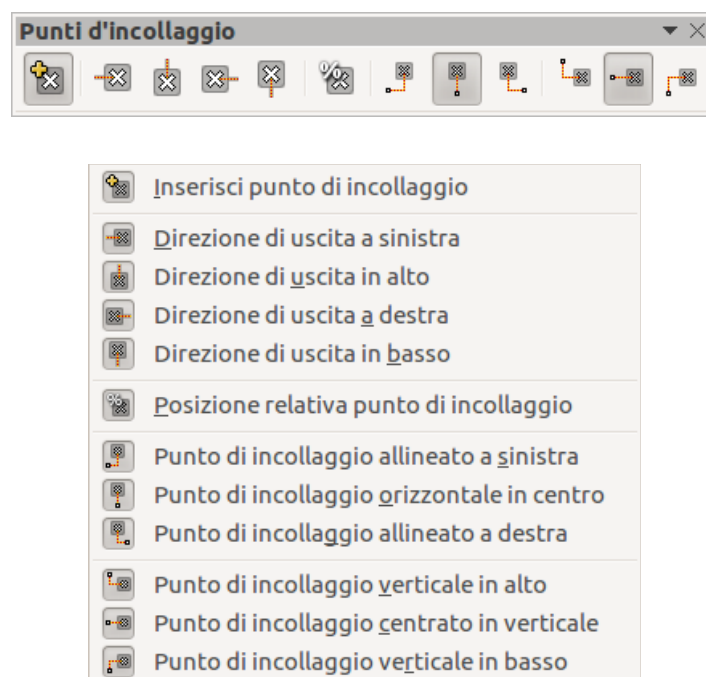 Punti d'incollaggio
Inserisci punto di incollaggio
Direzione di uscita a sinistra
Direzione di uscita in alto
Direzione di uscita a destra
Direzione di uscita in basso
Posizione relativa punto di incollaggio
Punto di incollaggio allineato a sinistra
Punto di incollaggio orizzontale in centro
Punto di incollaggio allineato a destra
Punto di incollaggio verticale in alto
Punto di incollaggio centrato in verticale
Punto di incollaggio verticale in basso